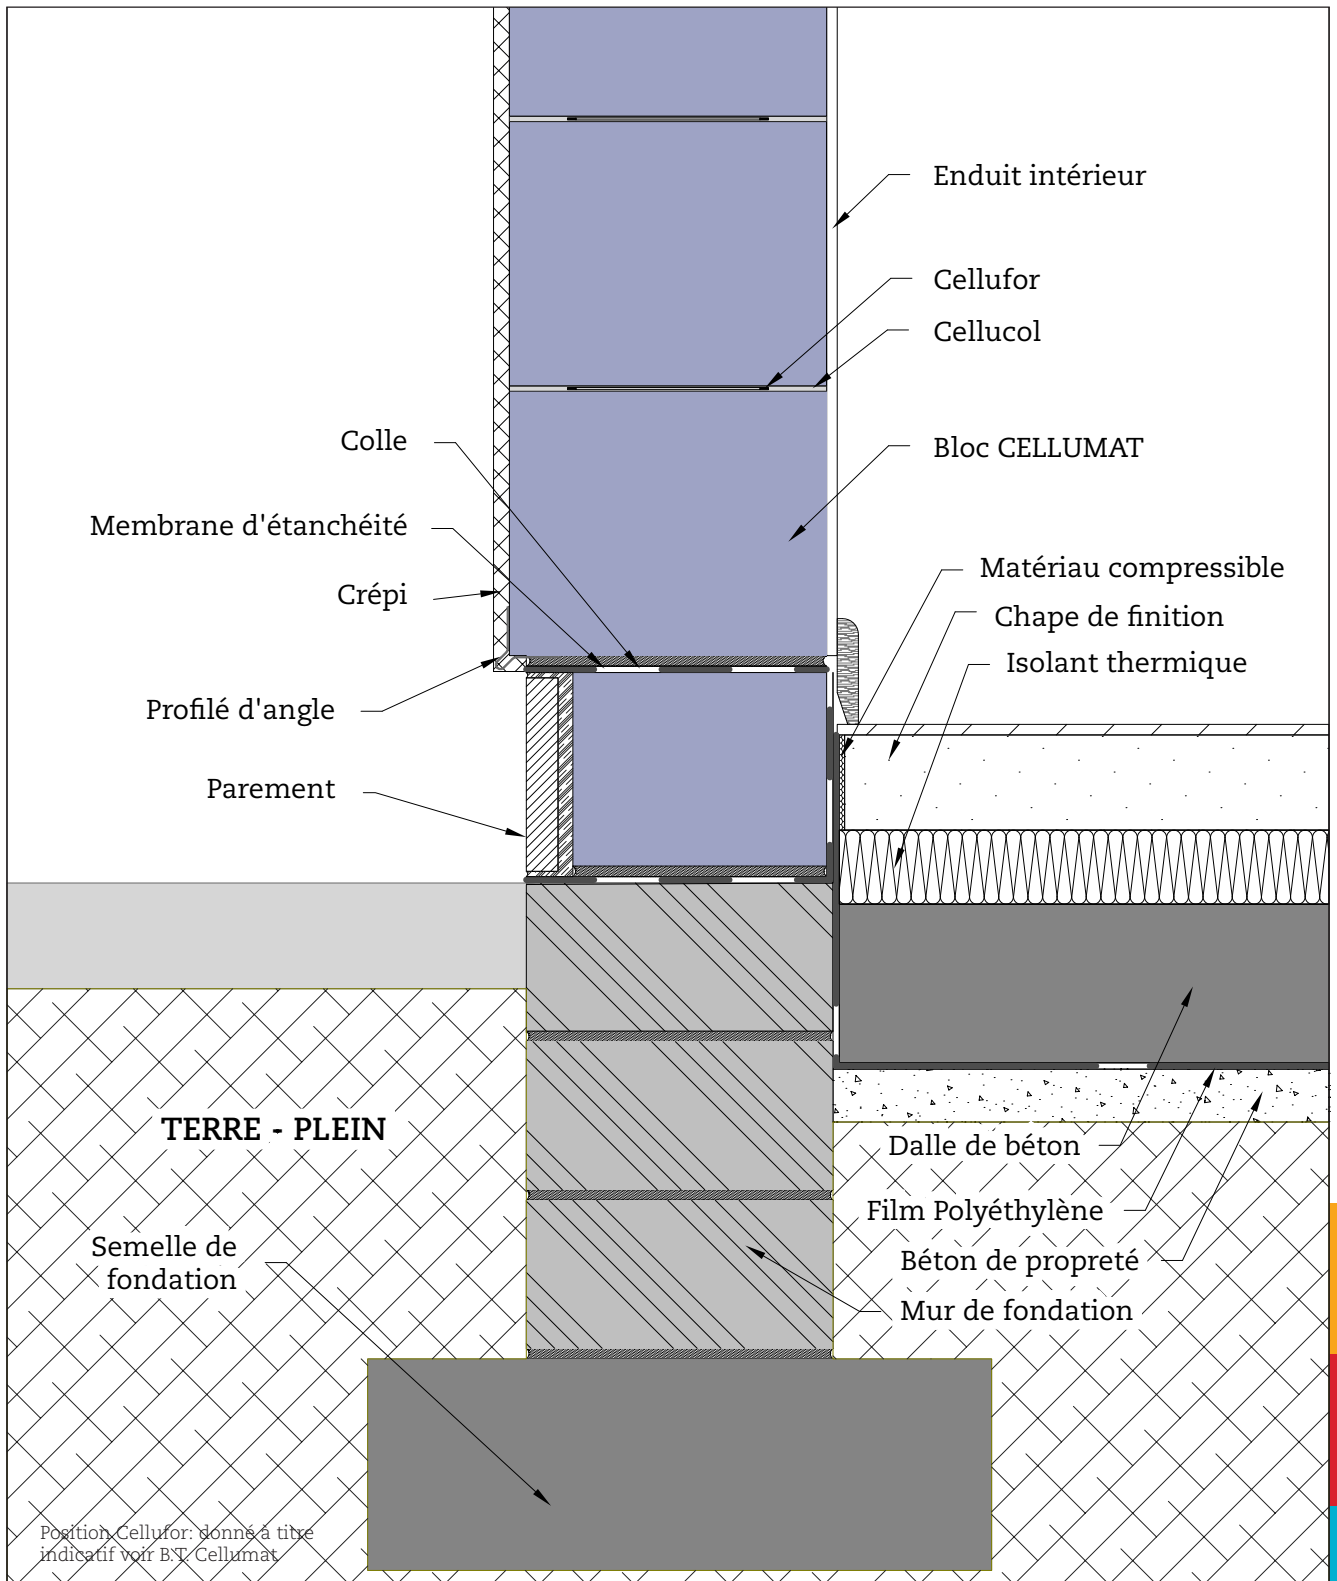 Enduit intérieur
Cellufor
Cellucol
Colle
Bloc CELLUMAT
Membrane d'étanchéité
Matériau compressible
Crépi
Chape de finition
Isolant thermique
Profilé d'angle
Parement
TERRE - PLEIN
Dalle de béton
Film Polyéthylène
Semelle de
fondation
Béton de propreté
Mur de fondation
Position Cellufor: donné à titre
indicatif voir B.T. Cellumat